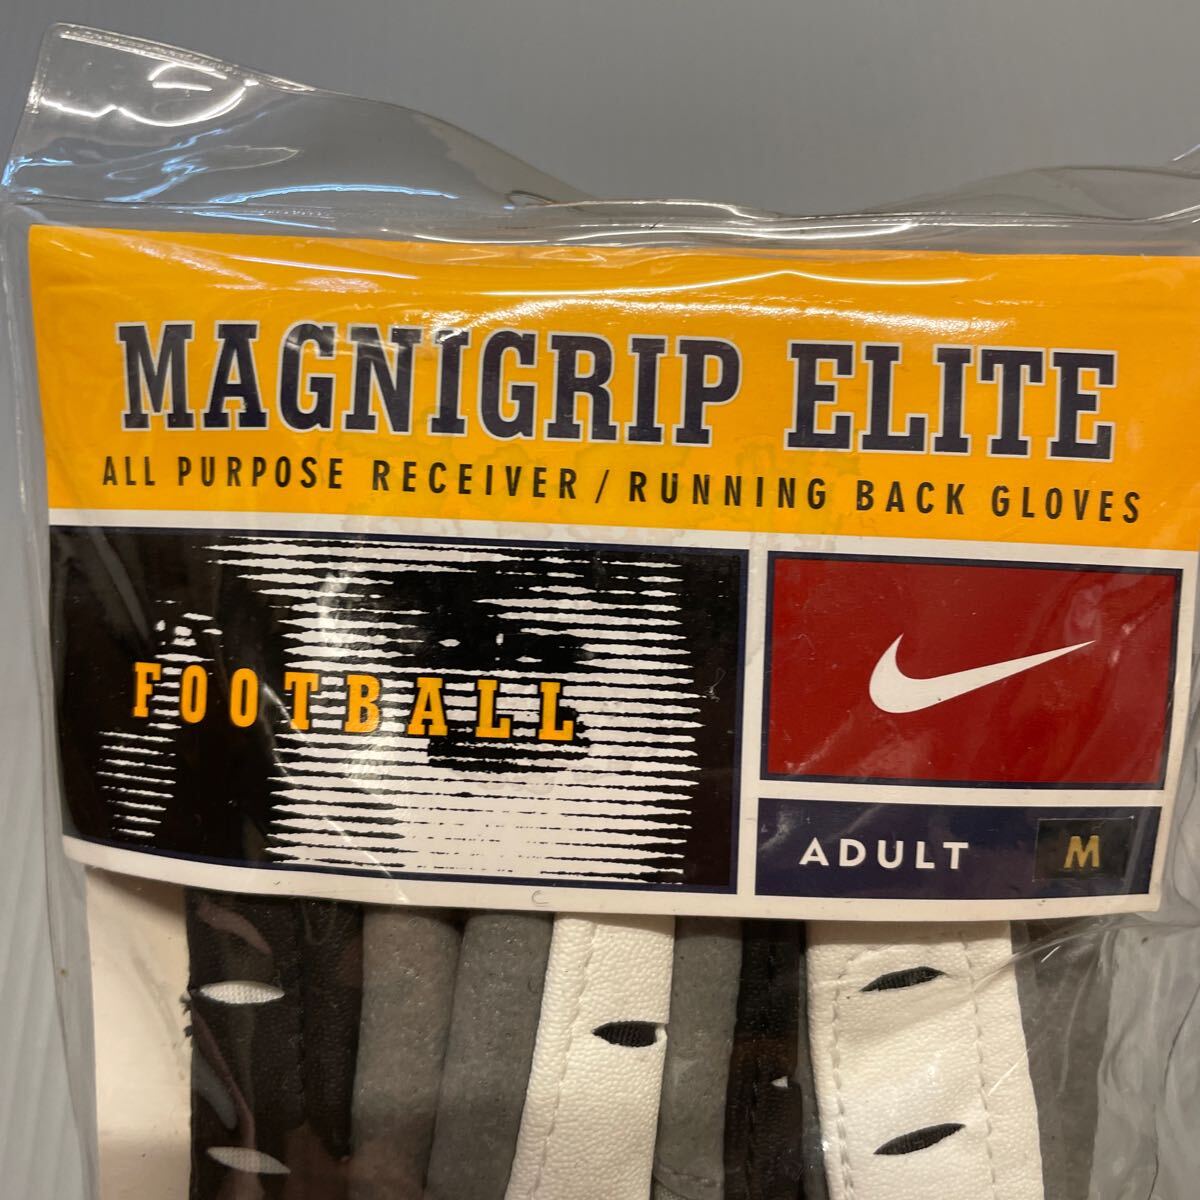 MAGNIGRIP ELITE
ALL PURPOSE RECEIVER / RUNNING BACK GLOVES
FOOTBALL
ADULT M